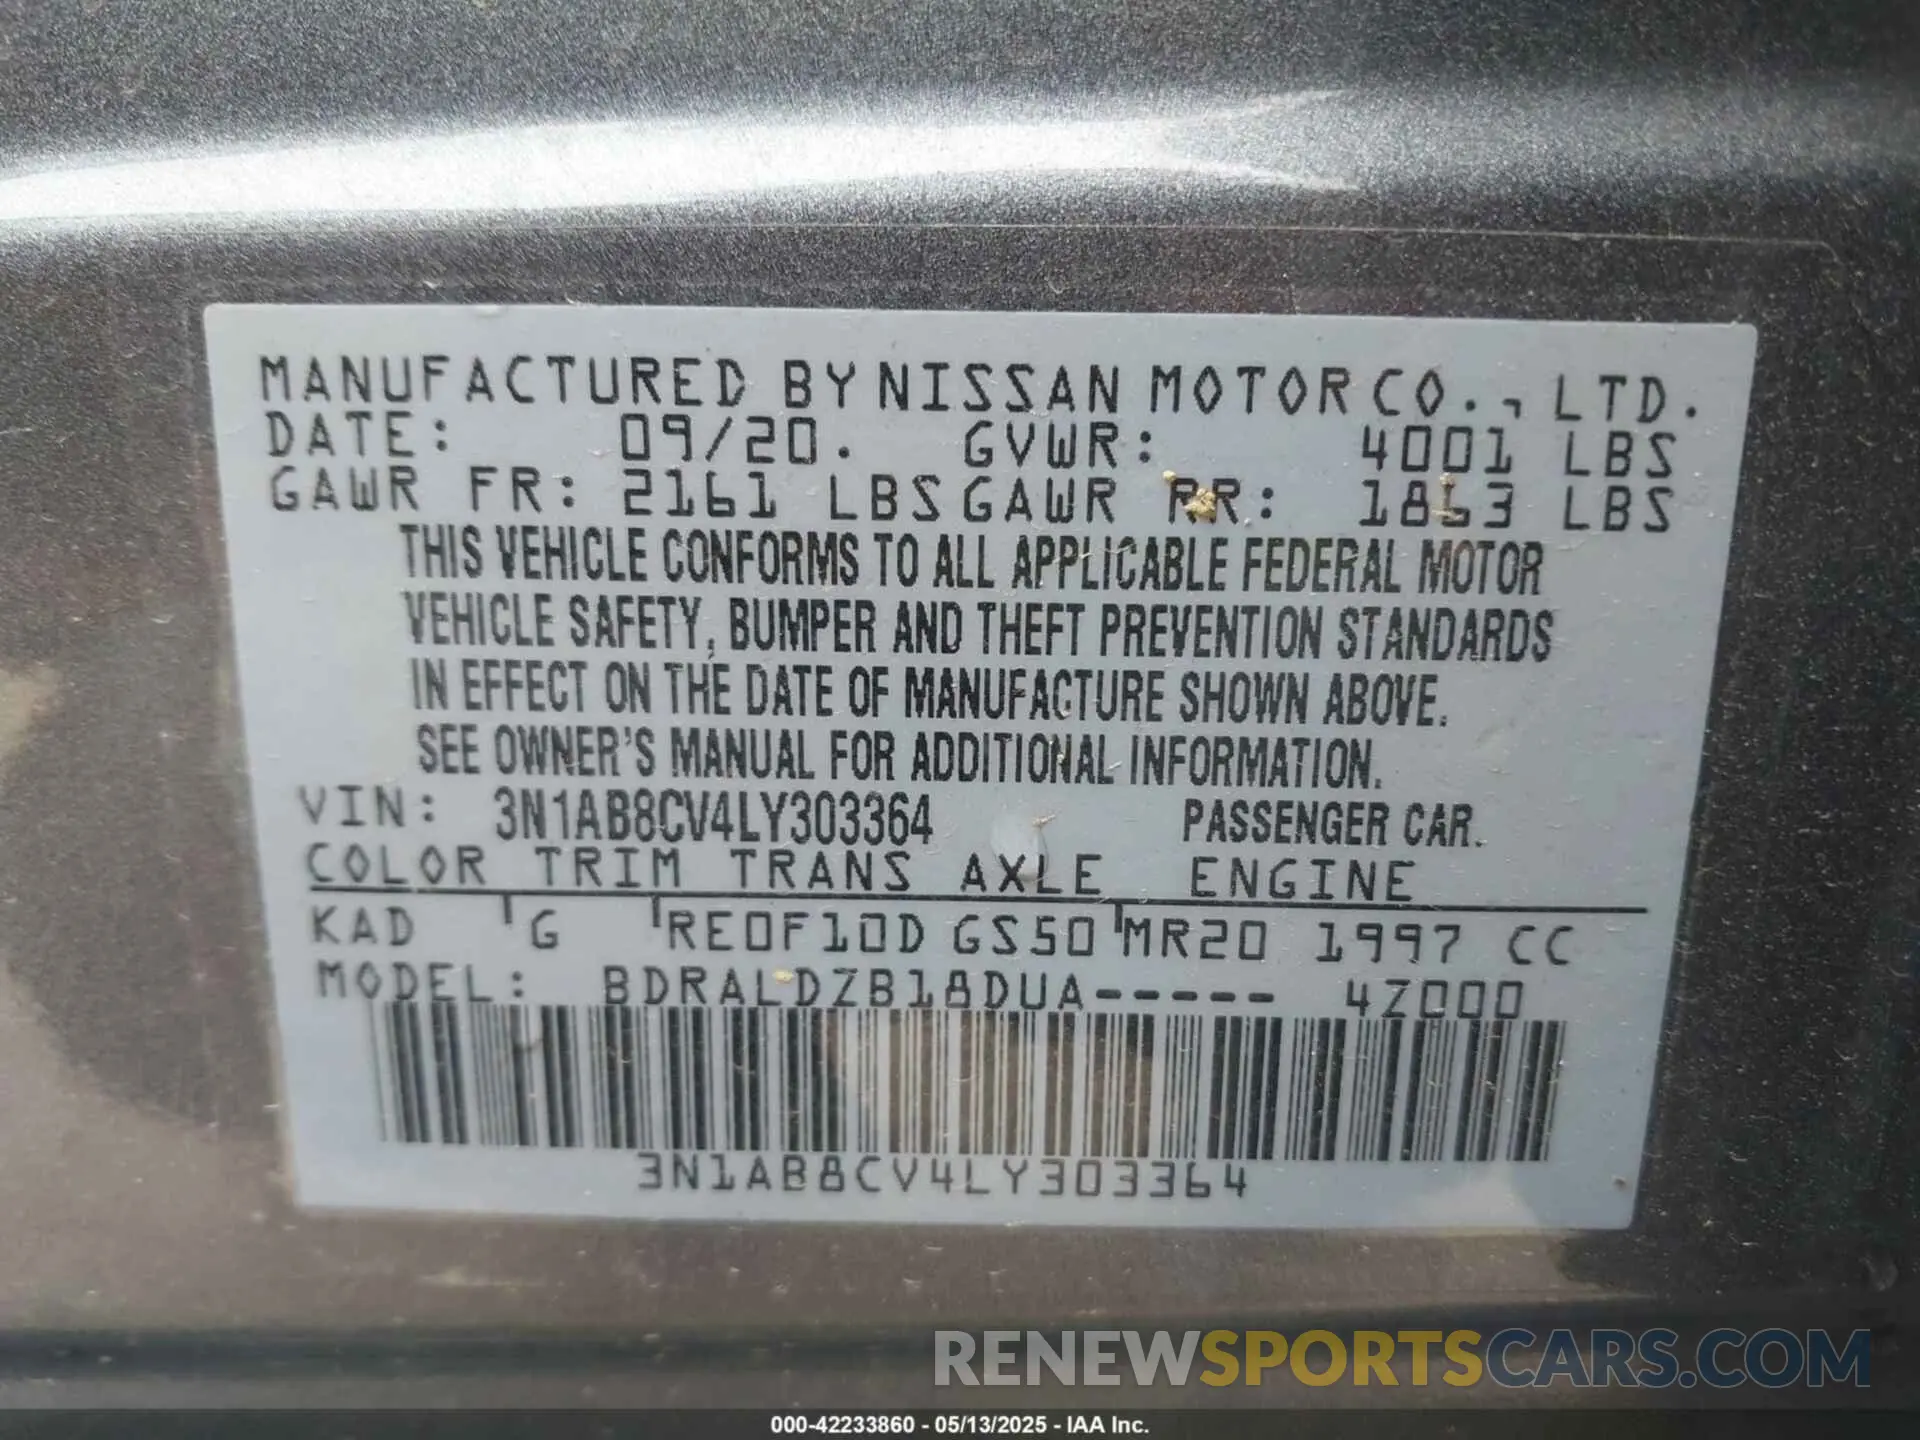 MANUFACTURED BY NISSAN MOTOR CO., LTD.
DATE: 09/20. GVWR: 4001 LBS
GAWR FR: 2161 LBS GAWR RR: 1863 LBS
THIS VEHICLE CONFORMS TO ALL APPLICABLE FEDERAL MOTOR
VEHICLE SAFETY, BUMPER AND THEFT PREVENTION STANDARDS
IN EFFECT ON THE DATE OF MANUFACTURE SHOWN ABOVE.
SEE OWNER'S MANUAL FOR ADDITIONAL INFORMATION.
VIN: 3N1AB8CV4LY303364 PASSENGER CAR.
COLOR TRIM TRANS AXLE ENGINE
KAD G RE0F10D GS50 MR20 1997 CC
MODEL: BDRALDZB18DUA----- 4Z000
3N1AB8CV4LY303364
RENEWSPORTSCARS.COM
000-42233860 - 05/13/2025 - IAA Inc.